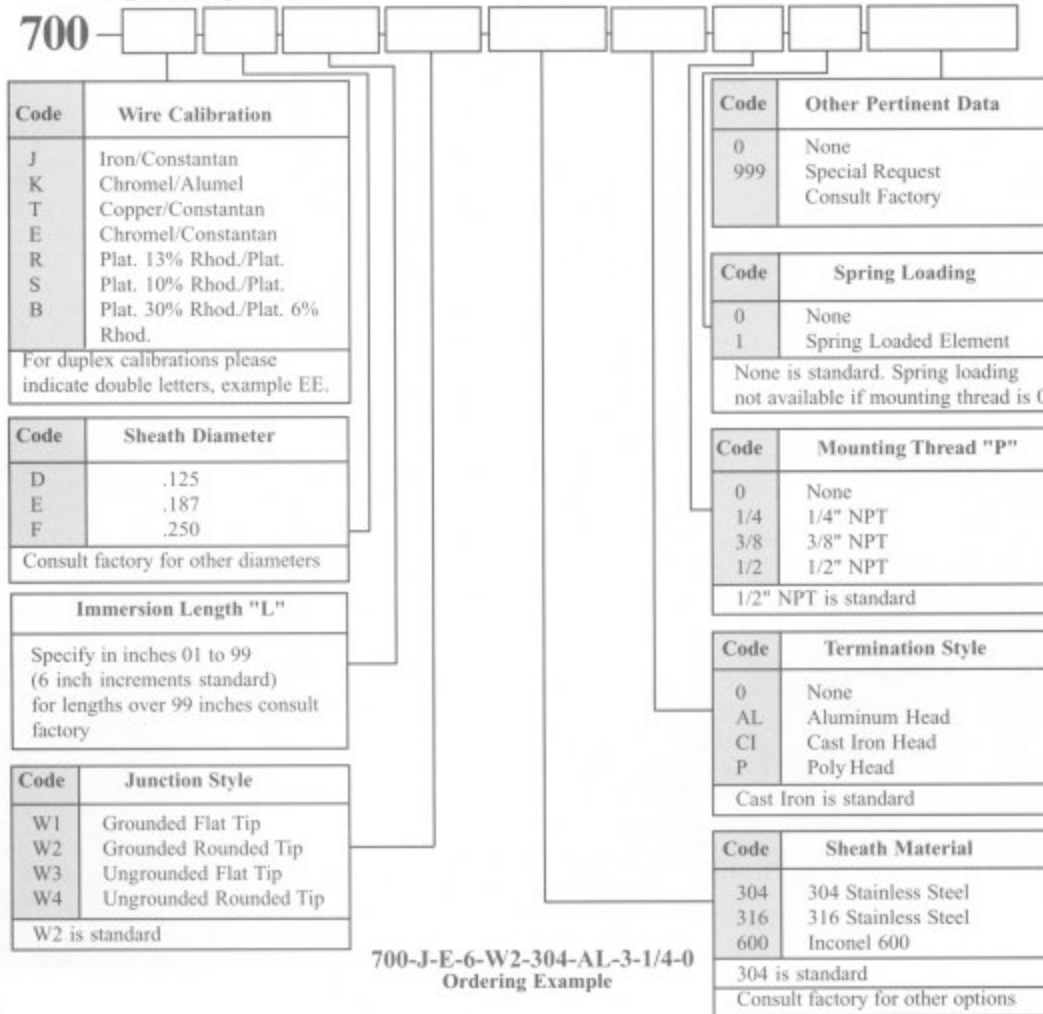 700
Code Wire Calibration
J Iron/Constantan
K Chromel/Alumel
T Copper/Constantan
E Chromel/Constantan
R Plat. 13% Rhod./Plat.
S Plat. 10% Rhod./Plat.
B Plat. 30% Rhod./Plat. 6%
Rhod.
For duplex calibrations please
indicate double letters, example EE.
Code Sheath Diameter
D .125
E .187
F .250
Consult factory for other diameters
Immersion Length "L"
Specify in inches 01 to 99
(6 inch increments standard)
for lengths over 99 inches consult
factory
Code Junction Style
W1 Grounded Flat Tip
W2 Grounded Rounded Tip
W3 Ungrounded Flat Tip
W4 Ungrounded Rounded Tip
W2 is standard
700-J-E-6-W2-304-AL-3-1/4-0
Ordering Example
Code Other Pertinent Data
0 None
999 Special Request
Consult Factory
Code Spring Loading
0 None
1 Spring Loaded Element
None is standard. Spring loading
not available if mounting thread is 0
Code Mounting Thread "P"
0 None
1/4 1/4" NPT
3/8 3/8" NPT
1/2 1/2" NPT
1/2" NPT is standard
Code Termination Style
0 None
AL Aluminum Head
CI Cast Iron Head
P Poly Head
Cast Iron is standard
Code Sheath Material
304 304 Stainless Steel
316 316 Stainless Steel
600 Inconel 600
304 is standard
Consult factory for other options